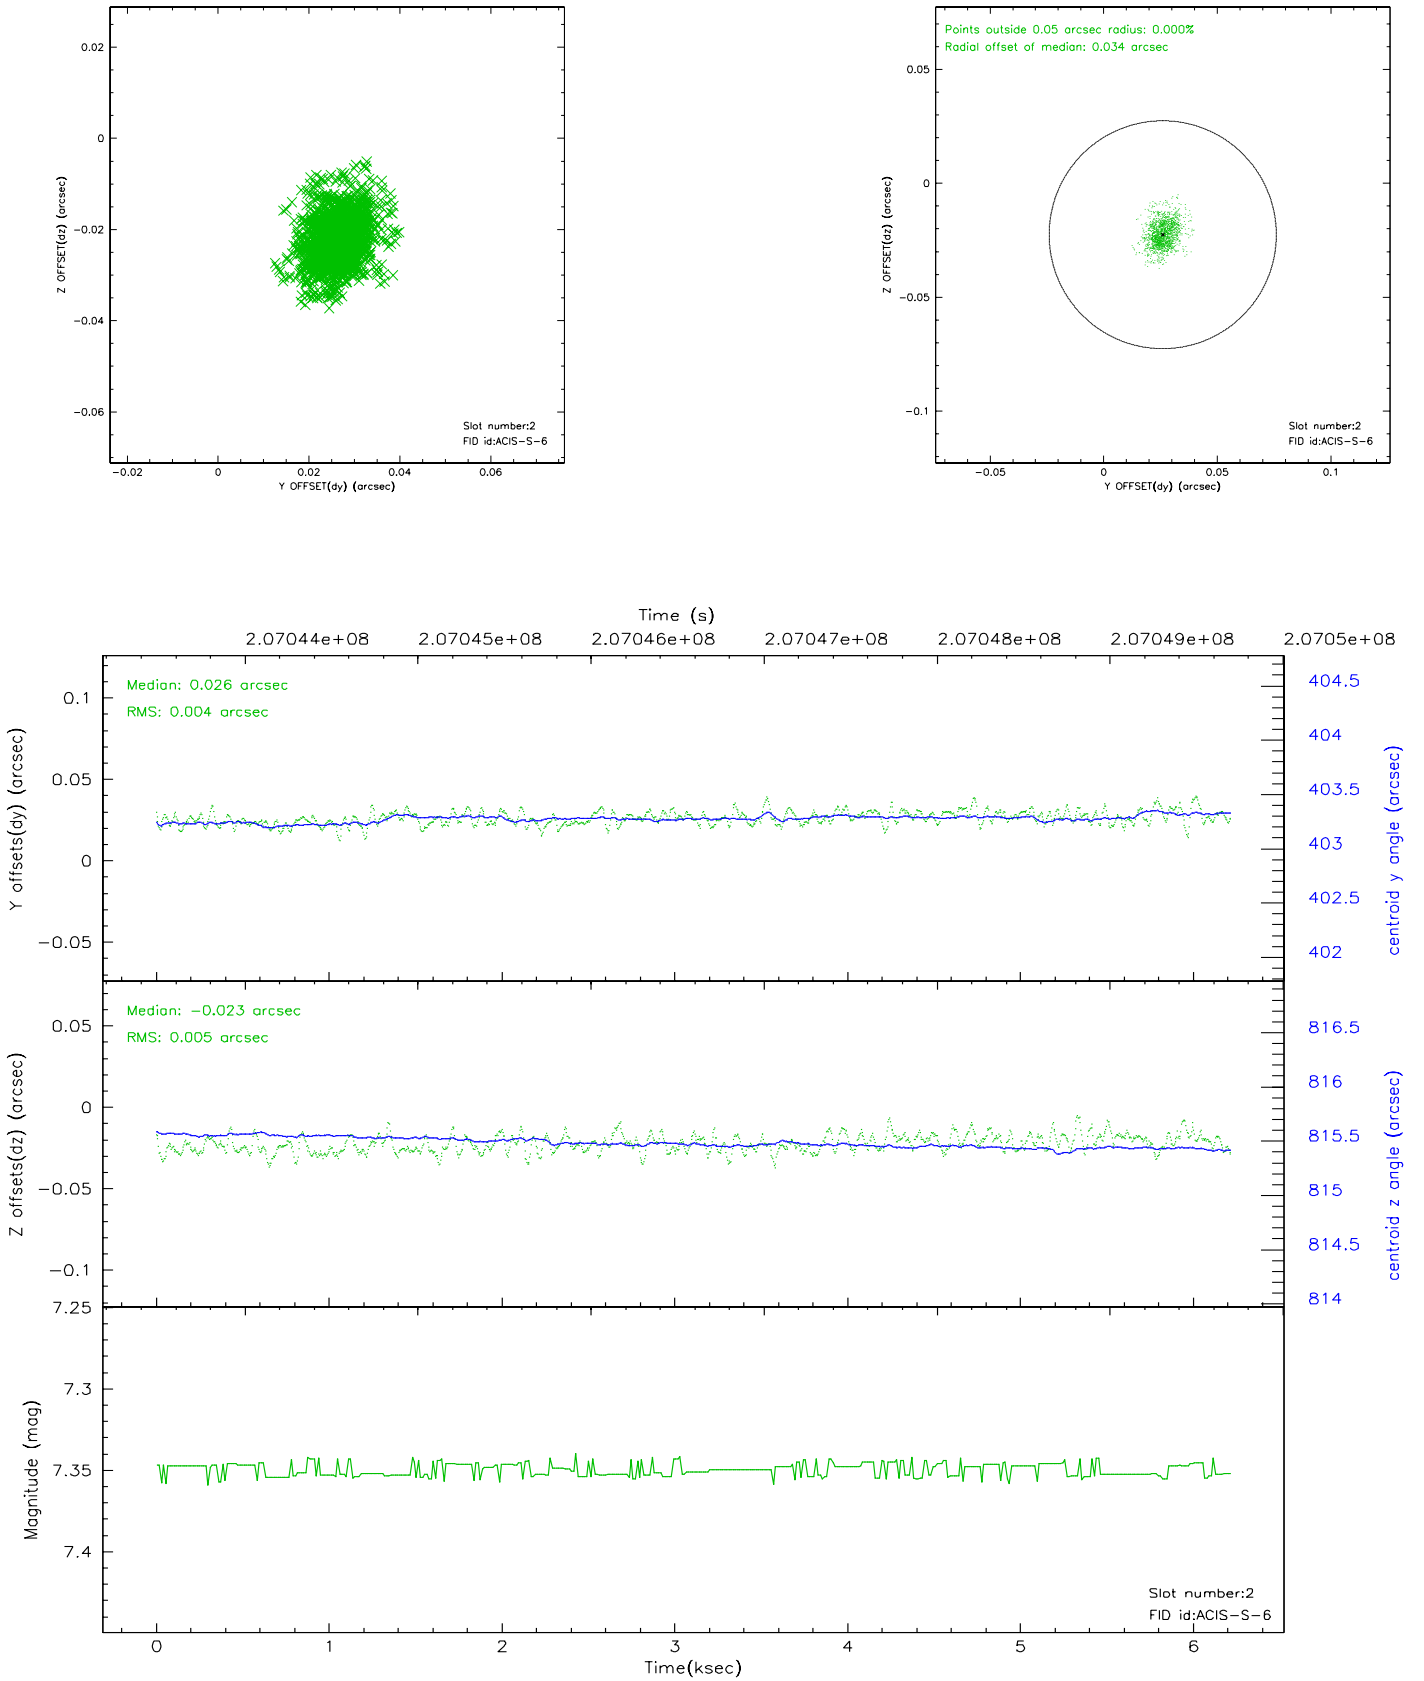 0.02
0
−0.02
−0.04
−0.06
Z OFFSET(dz) (arcsec)
Slot number:2
FID id:ACIS−S−6
−0.02 0 0.02 0.04 0.06
Y OFFSET(dy) (arcsec)
Points outside 0.05 arcsec radius: 0.000%
Radial offset of median: 0.034 arcsec
0.05
0
−0.05
−0.1
Z OFFSET(dz) (arcsec)
Slot number:2
FID id:ACIS−S−6
−0.05 0 0.05 0.1
Y OFFSET(dy) (arcsec)
Time (s)
2.07044e+08 2.07045e+08 2.07046e+08 2.07047e+08 2.07048e+08 2.07049e+08 2.0705e+08
Median: 0.026 arcsec
RMS: 0.004 arcsec
0.1
0.05
0
−0.05
Y offsets(dy) (arcsec)
404.5
404
403.5
403
402.5
402
centroid y angle (arcsec)
Median: −0.023 arcsec
RMS: 0.005 arcsec
0.05
0
−0.05
−0.1
Z offsets(dz) (arcsec)
816.5
816
815.5
815
814.5
814
centroid z angle (arcsec)
7.25
7.3
7.35
7.4
Magnitude (mag)
Slot number:2
FID id:ACIS−S−6
0 1 2 3 4 5 6
Time(ksec)